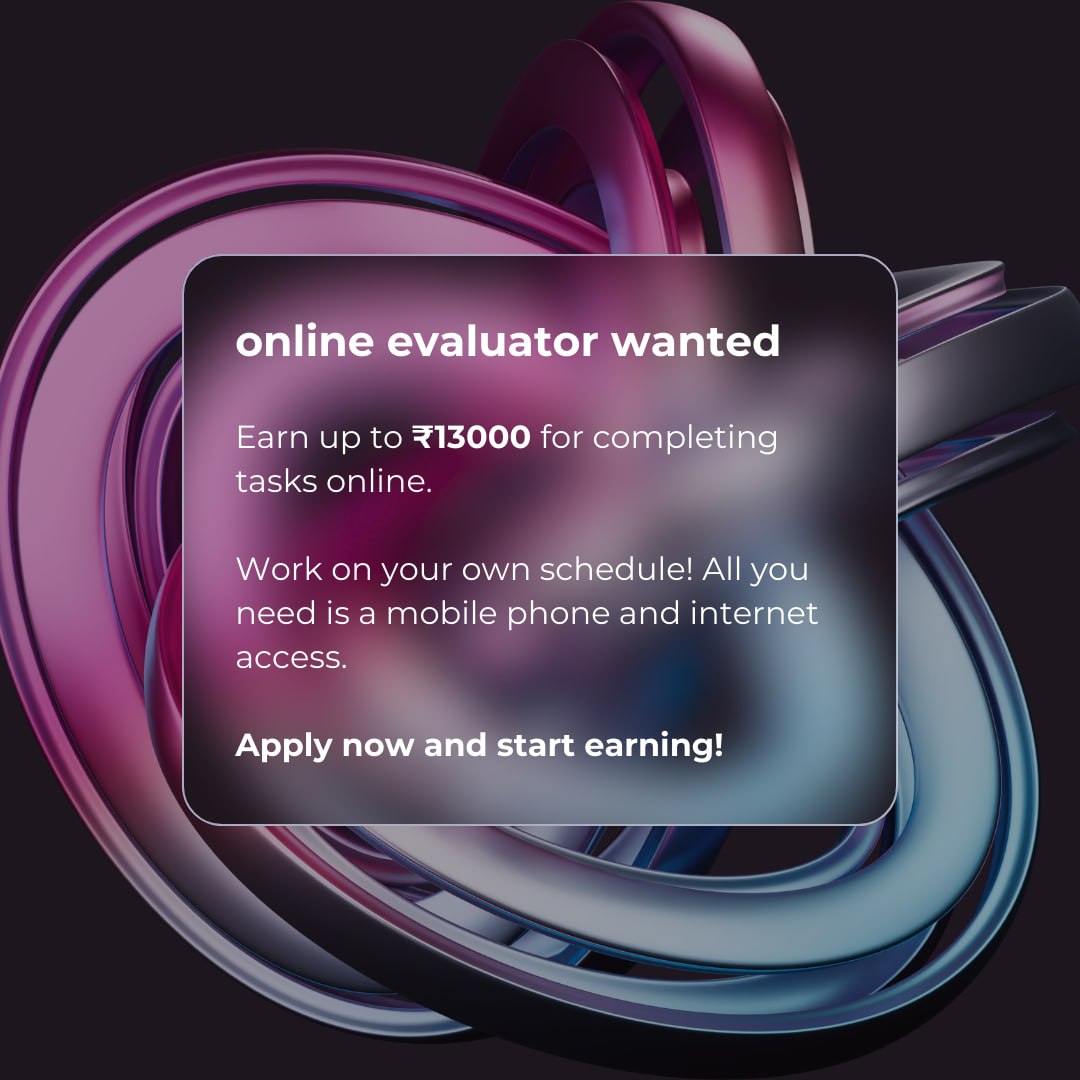 online evaluator wanted
Earn up to ₹13000 for completing
tasks online.
Work on your own schedule! All you
need is a mobile phone and internet
access.
Apply now and start earning!